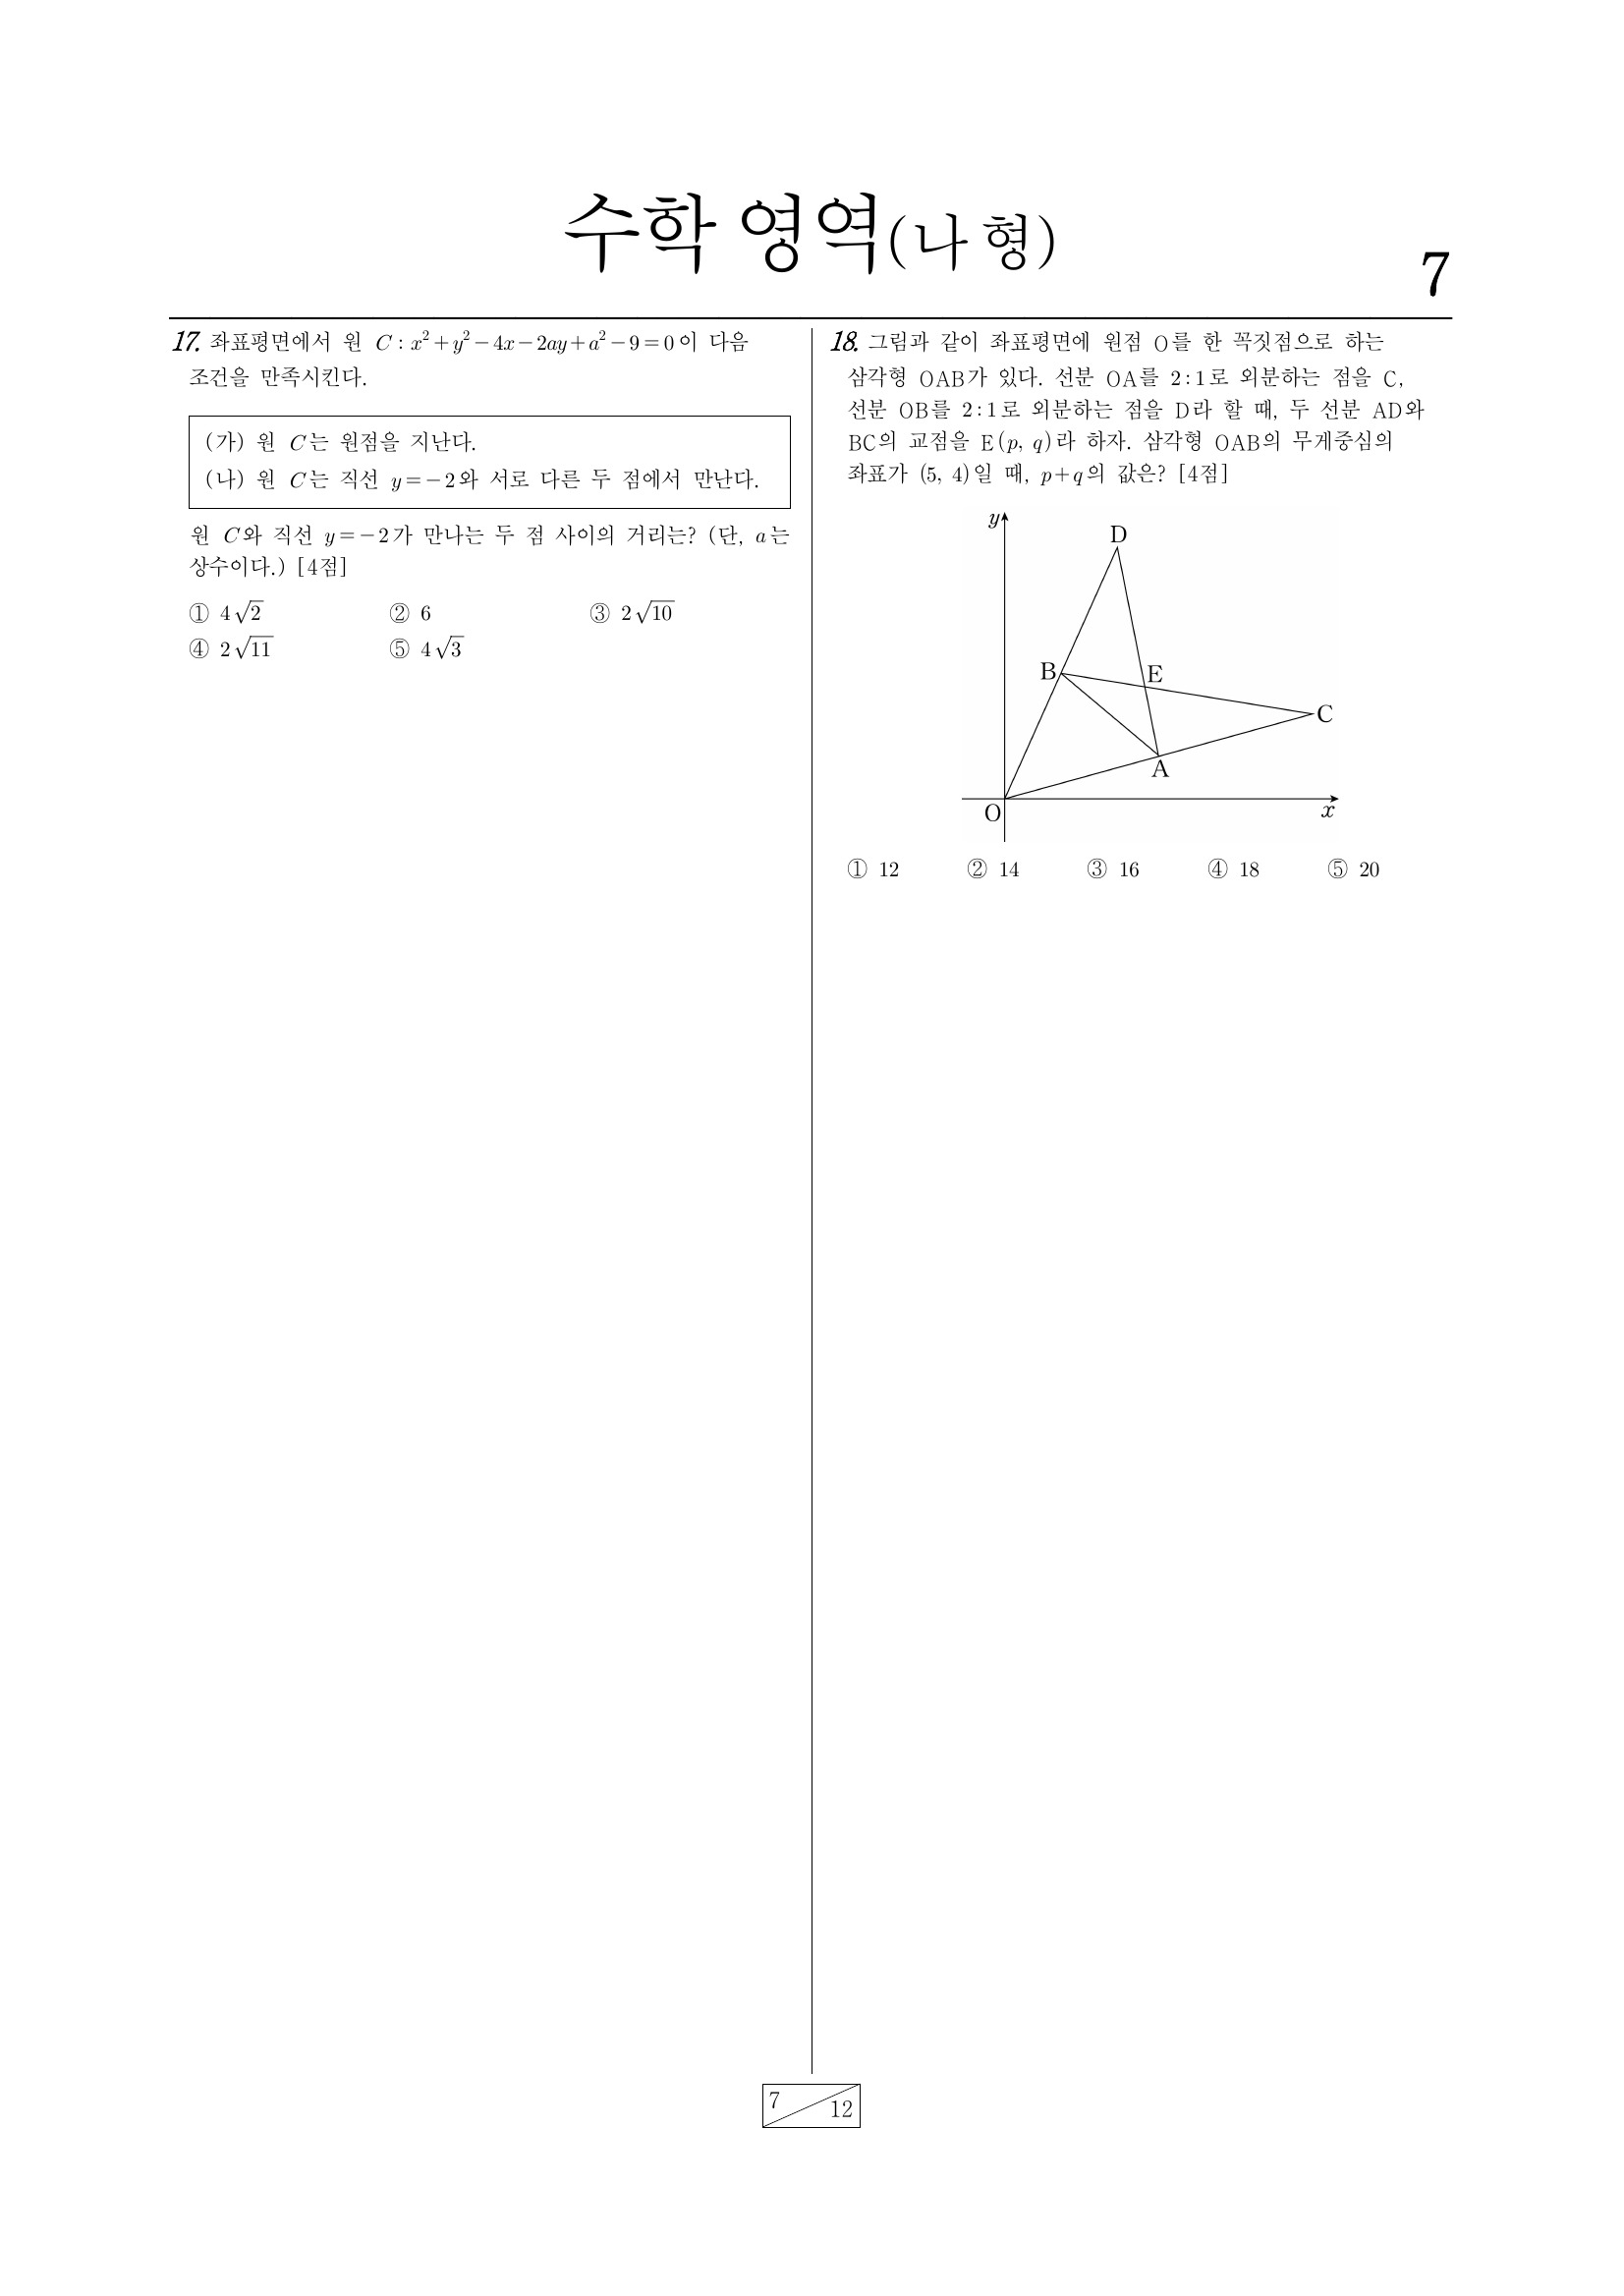 수학 영역(나 형)
7
17. 좌표평면에서 원 C : x² + y² − 4x − 2ay + a² − 9 = 0 이 다음
조건을 만족시킨다.
(가) 원 C는 원점을 지난다.
(나) 원 C는 직선 y = −2와 서로 다른 두 점에서 만난다.
원 C와 직선 y = −2가 만나는 두 점 사이의 거리는? (단, a는
상수이다.) [4점]
① 4√2 ② 6 ③ 2√10
④ 2√11 ⑤ 4√3
18. 그림과 같이 좌표평면에 원점 O를 한 꼭짓점으로 하는
삼각형 OAB가 있다. 선분 OA를 2 : 1로 외분하는 점을 C,
선분 OB를 2 : 1로 외분하는 점을 D라 할 때, 두 선분 AD와
BC의 교점을 E(p, q)라 하자. 삼각형 OAB의 무게중심의
좌표가 (5, 4)일 때, p+q의 값은? [4점]
y
D
B
E
C
A
O
x
① 12 ② 14 ③ 16 ④ 18 ⑤ 20
7
12